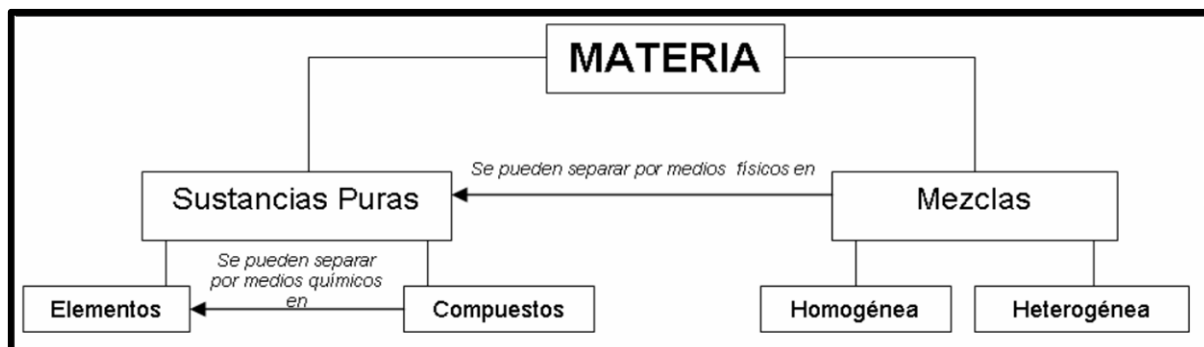 MATERIA
Se pueden separar por medios físicos en
Sustancias Puras
Mezclas
Se pueden separar
por medios químicos
en
Elementos
Compuestos
Homogénea
Heterogénea